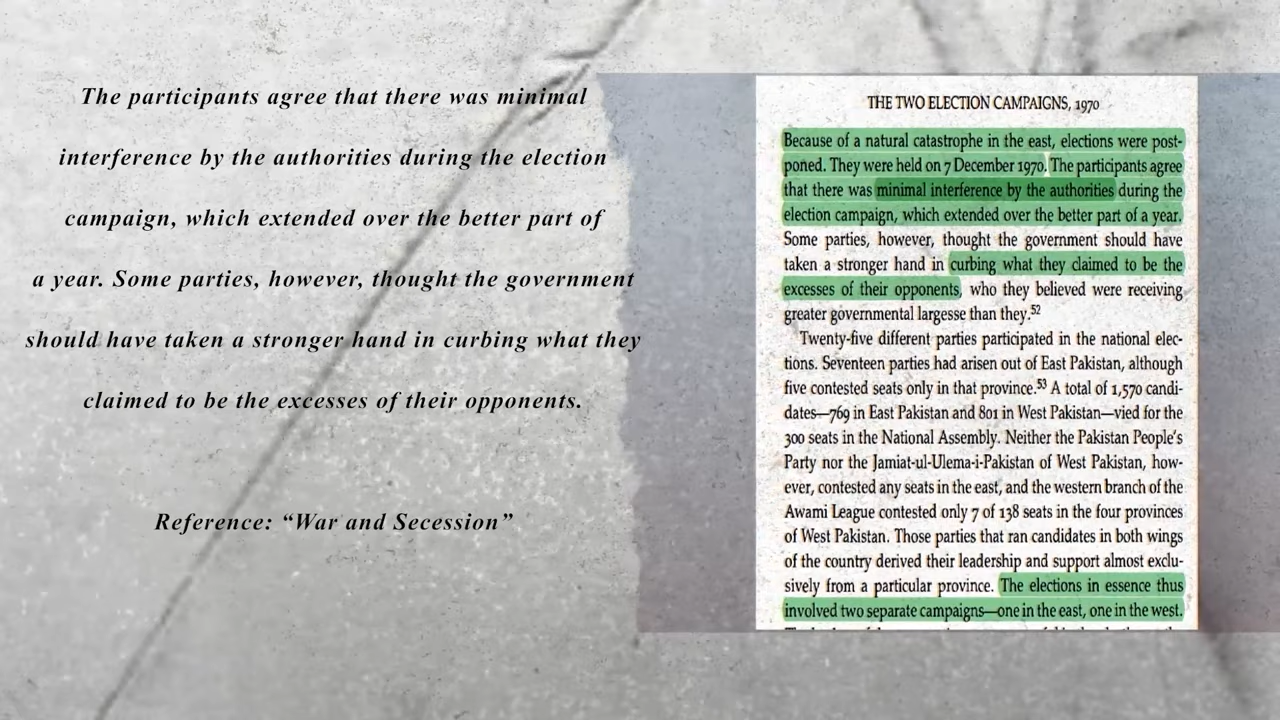 The participants agree that there was minimal
interference by the authorities during the election
campaign, which extended over the better part of
a year. Some parties, however, thought the government
should have taken a stronger hand in curbing what they
claimed to be the excesses of their opponents.
Reference: “War and Secession”
THE TWO ELECTION CAMPAIGNS, 1970
Because of a natural catastrophe in the east, elections were post-
poned. They were held on 7 December 1970. The participants agree
that there was minimal interference by the authorities during the
election campaign, which extended over the better part of a year.
Some parties, however, thought the government should have
taken a stronger hand in curbing what they claimed to be the
excesses of their opponents, who they believed were receiving
greater governmental largesse than they.52
Twenty-five different parties participated in the national elec-
tions. Seventeen parties had arisen out of East Pakistan, although
five contested seats only in that province.53 A total of 1,570 candi-
dates—769 in East Pakistan and 801 in West Pakistan—vied for the
300 seats in the National Assembly. Neither the Pakistan People's
Party nor the Jamiat-ul-Ulema-i-Pakistan of West Pakistan, how-
ever, contested any seats in the east, and the western branch of the
Awami League contested only 7 of 138 seats in the four provinces
of West Pakistan. Those parties that ran candidates in both wings
of the country derived their leadership and support almost exclu-
sively from a particular province. The elections in essence thus
involved two separate campaigns—one in the east, one in the west.